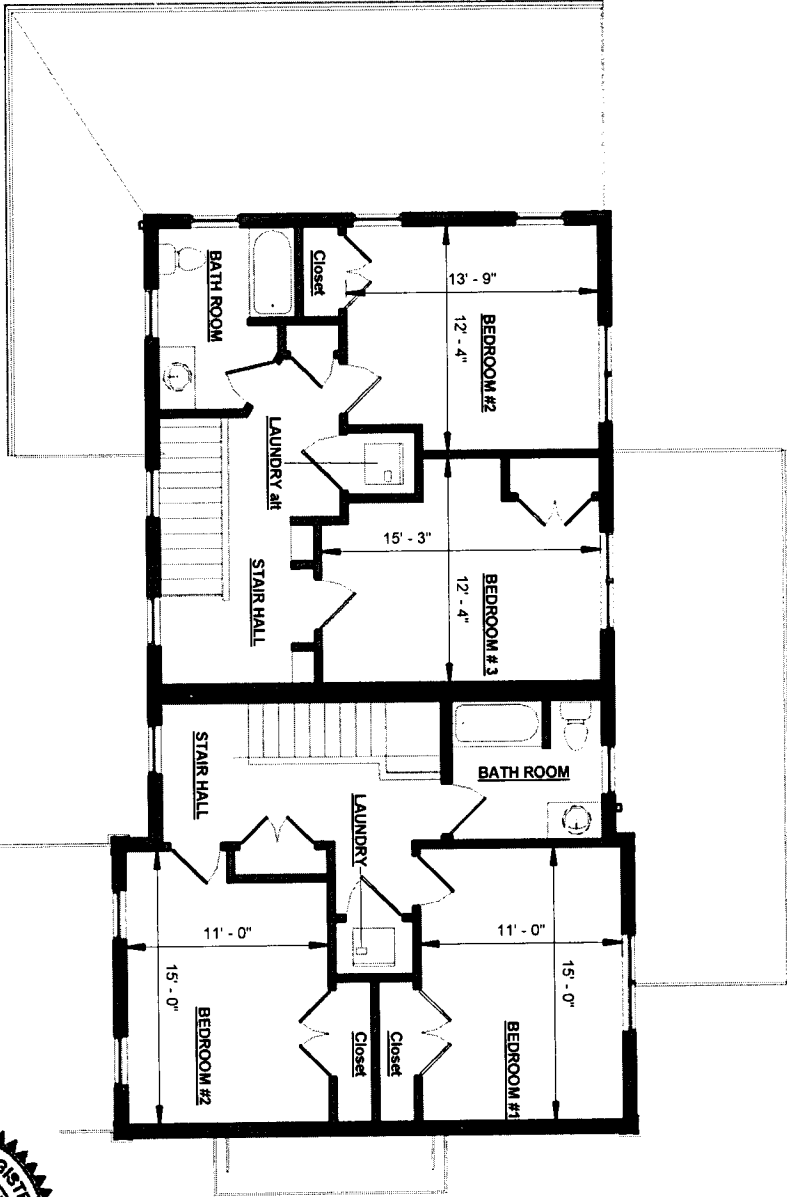 BATH ROOM
Closet
13' - 9"
12' - 4"
BEDROOM #2
LAUNDRY alt
15' - 3"
12' - 4"
BEDROOM # 3
STAIR HALL
STAIR HALL
BATH ROOM
LAUNDRY
11' - 0"
15' - 0"
BEDROOM #2
Closet
Closet
11' - 0"
15' - 0"
BEDROOM #1